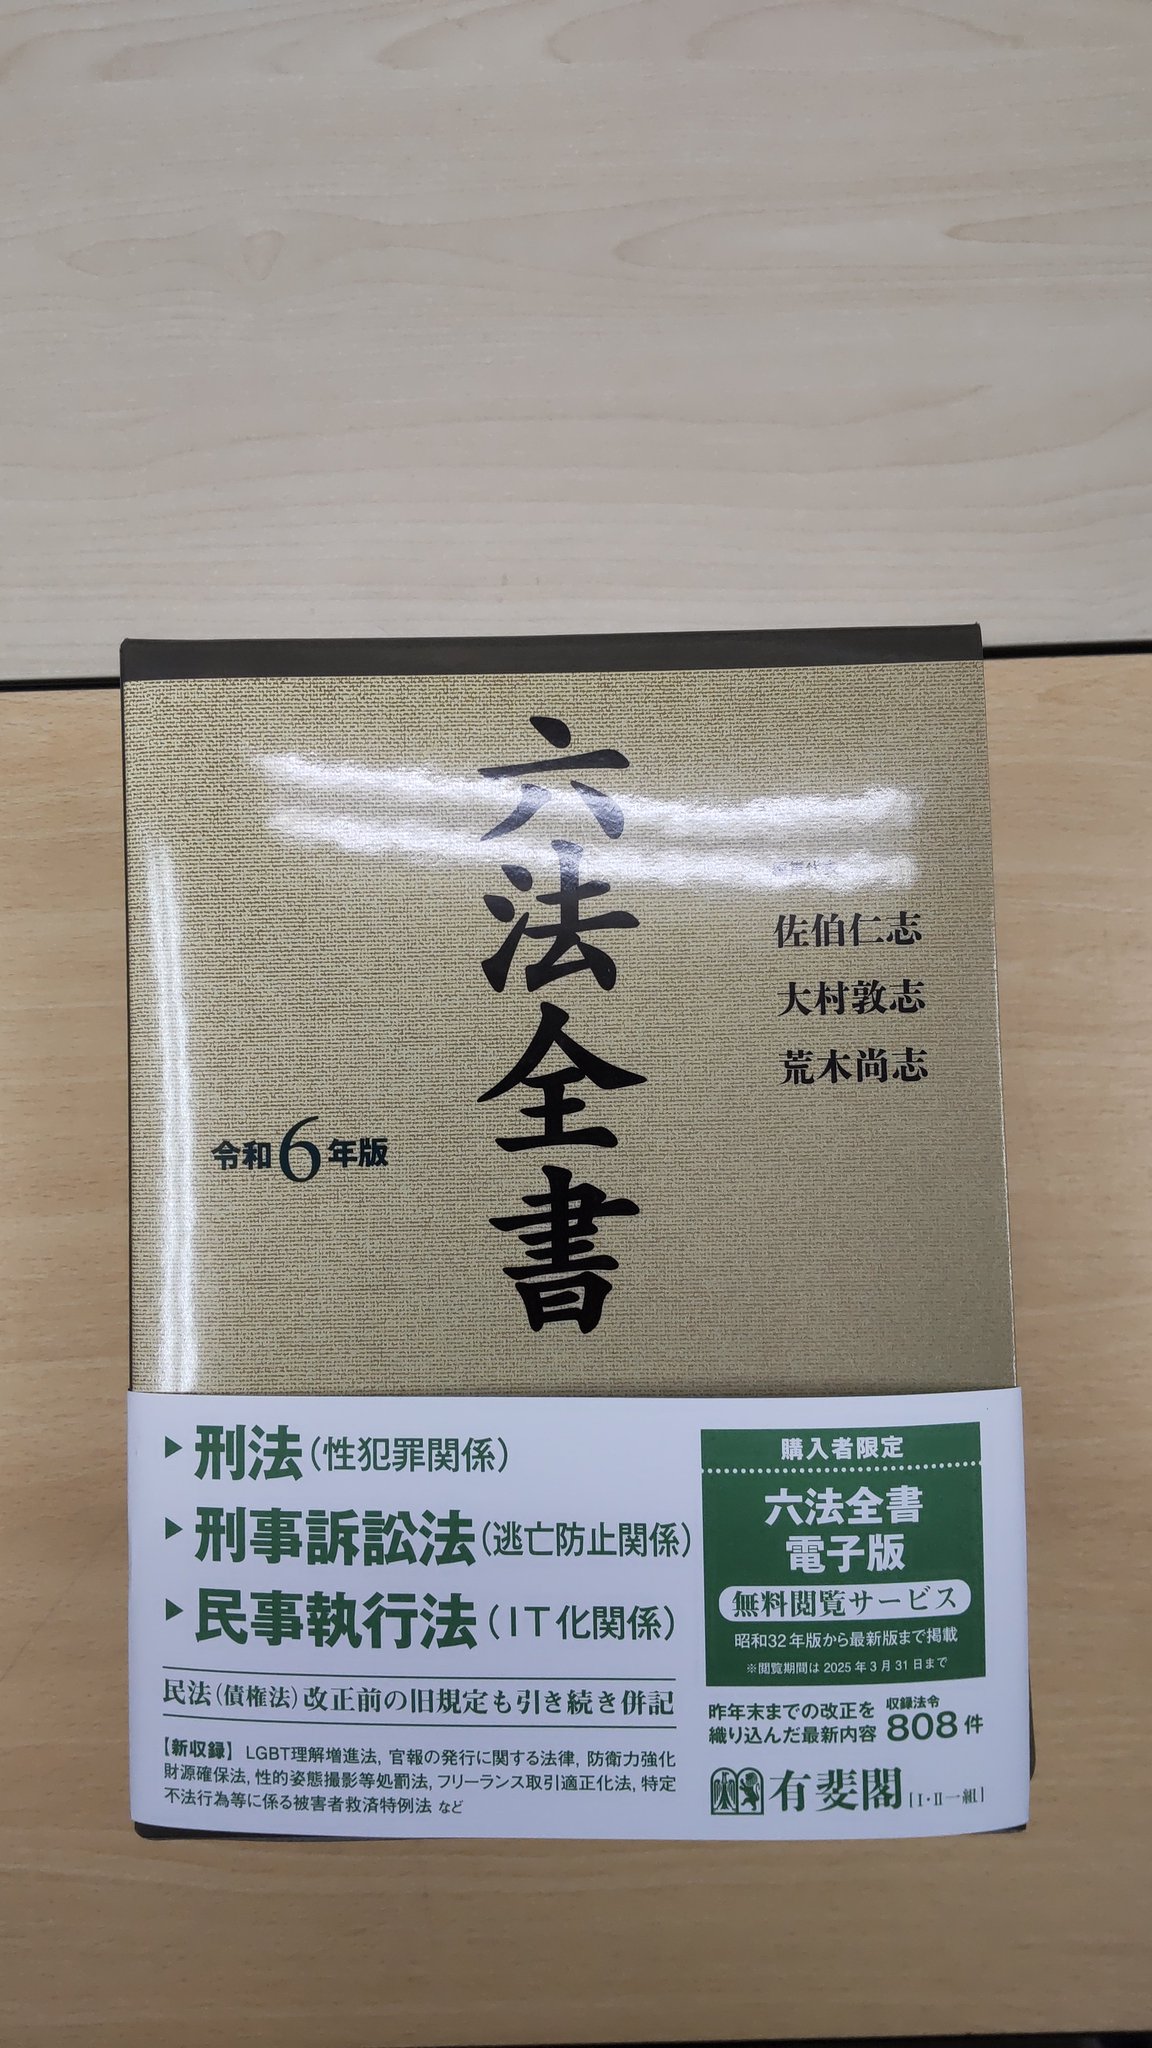 六法全書
編集代表
佐伯仁志
大村敦志
荒木尚志
令和6年版
▶刑法(性犯罪関係)
▶刑事訴訟法(逃亡防止関係)
▶民事執行法(IT化関係)
民法(債権法)改正前の旧規定も引き続き併記
【新収録】LGBT理解増進法, 官報の発行に関する法律, 防衛力強化
財源確保法, 性的姿態撮影等処罰法, フリーランス取引適正化法, 特定
不法行為等に係る被害者救済特例法 など
購入者限定
六法全書
電子版
無料閲覧サービス
昭和32年版から最新版まで掲載
※閲覧期間は2025年3月31日まで
昨年末までの改正を
織り込んだ最新内容
収録法令
808件
有斐閣[I・II一組]